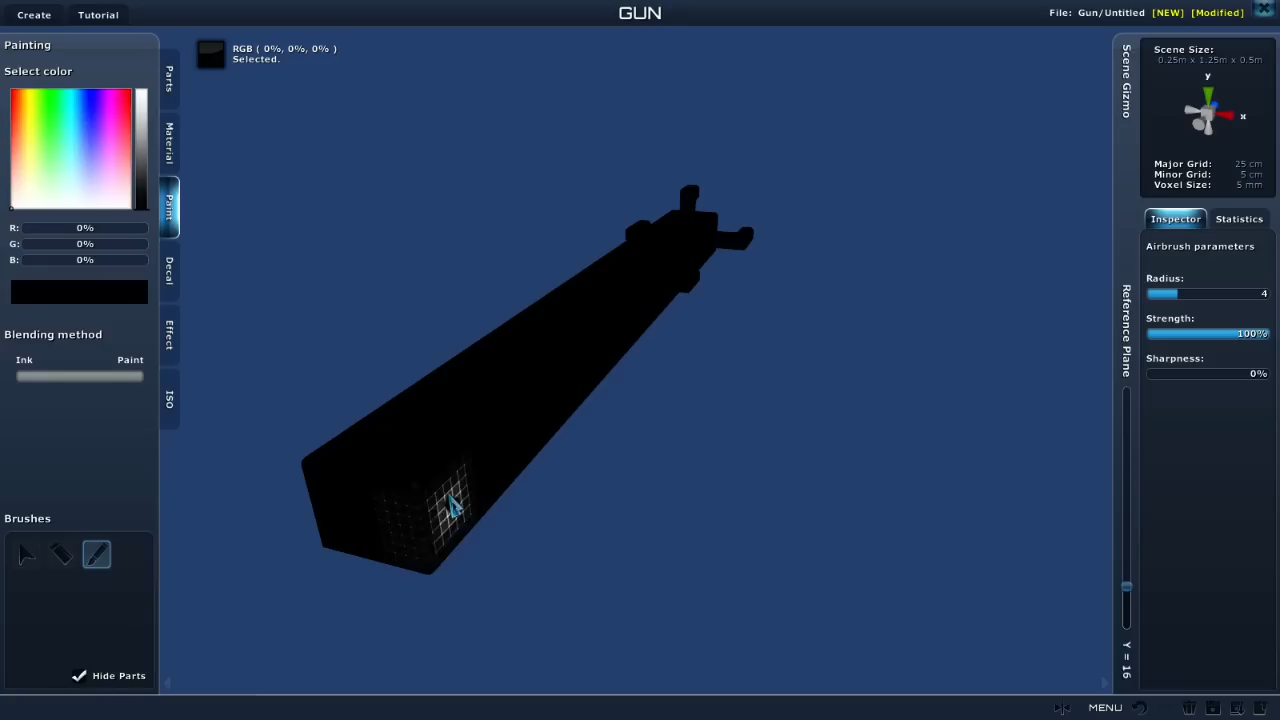 Create
Tutorial
GUN
File: Gun/Untitled [NEW] [Modified]
Painting
Select color
R: 0%
G: 0%
B: 0%
Blending method
Ink Paint
Brushes
Hide Parts
Parts
Material
Paint
Decal
Effect
ISO
RGB ( 0%, 0%, 0% )
Selected.
Scene Gizmo
Reference Plane
Y = 16
Scene Size:
0.25m x 1.25m x 0.5m
y
x
Major Grid: 25 cm
Minor Grid: 5 cm
Voxel Size: 5 mm
Inspector
Statistics
Airbrush parameters
Radius:
4
Strength:
100%
Sharpness:
0%
MENU